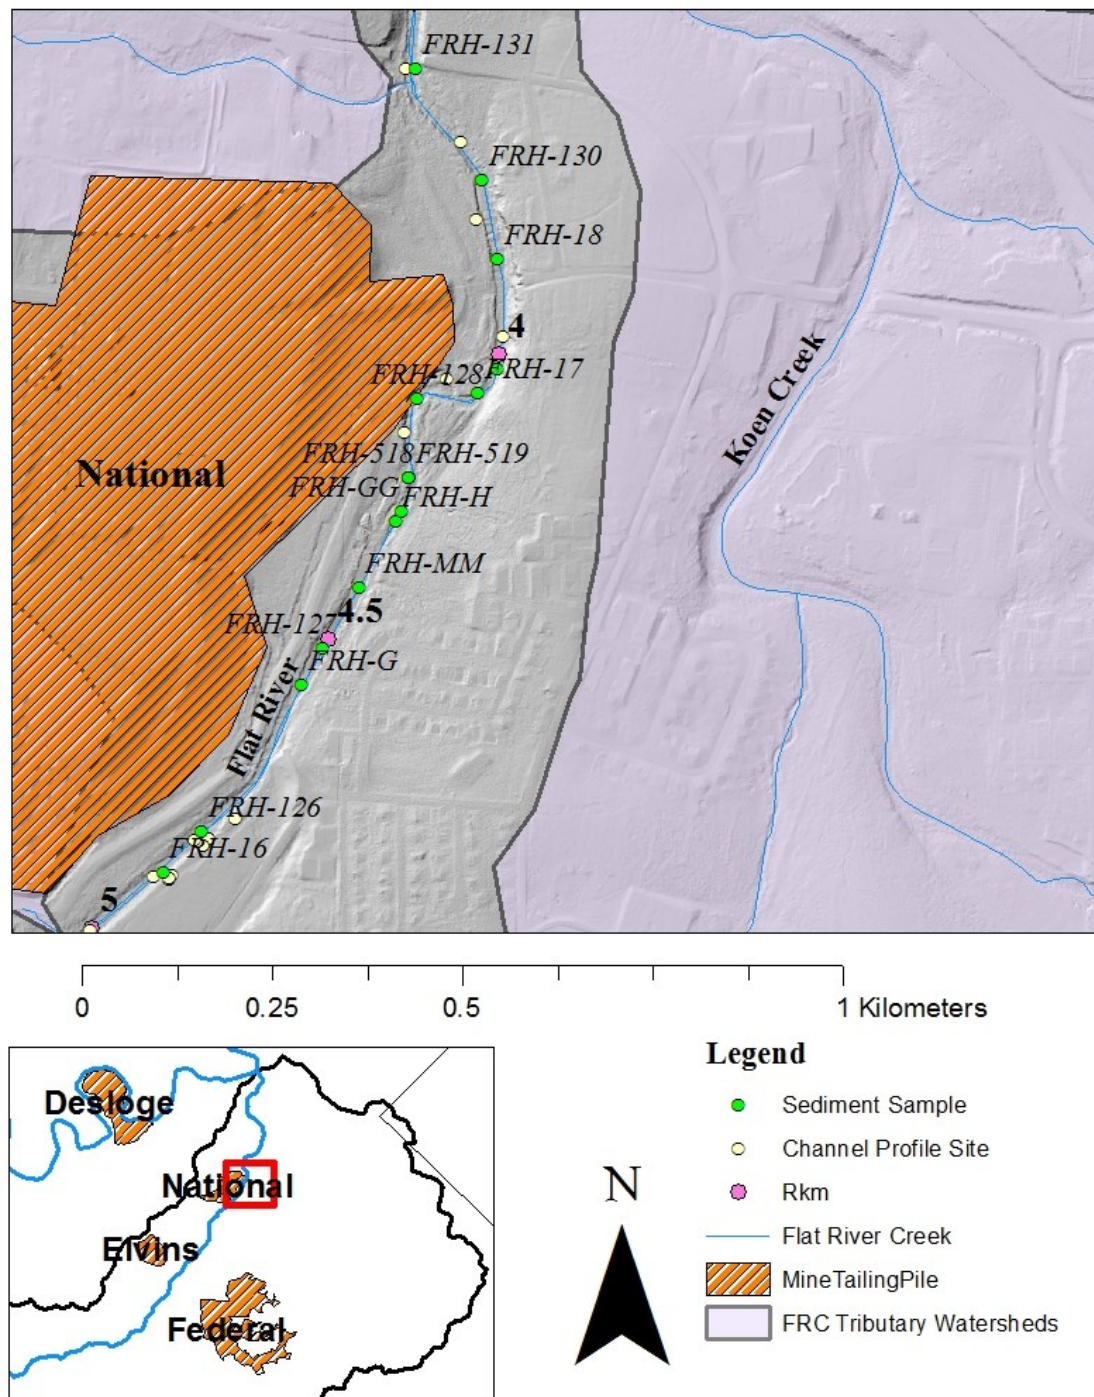 FRH-131
FRH-130
FRH-18
4
FRH-128
FRH-17
National
FRH-518
FRH-519
FRH-GG
FRH-H
Koen Creek
FRH-MM
4.5
FRH-127
FRH-G
Flat River
FRH-126
FRH-16
5
0
0.25
0.5
1 Kilometers
Desloge
National
Elvins
Federal
N
Legend
Sediment Sample
Channel Profile Site
Rkm
Flat River Creek
MineTailingPile
FRC Tributary Watersheds